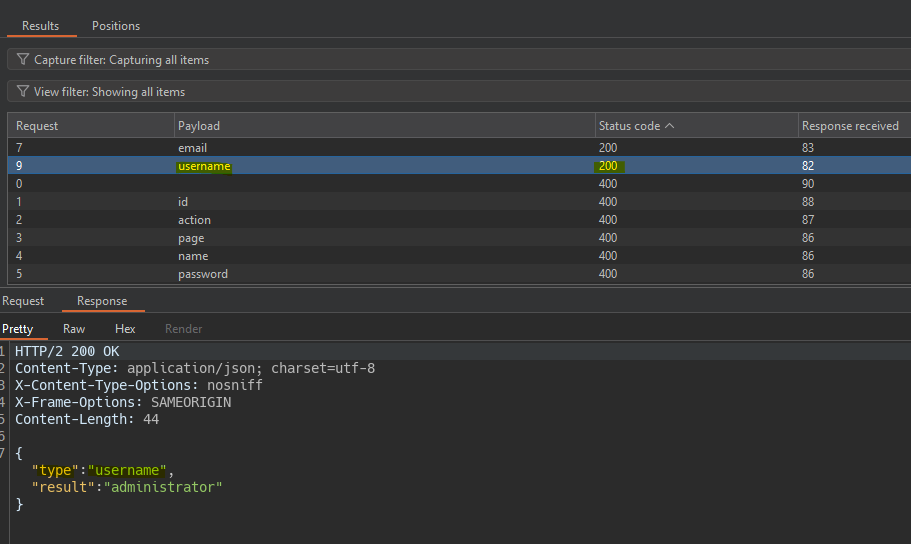 Results Positions
Capture filter: Capturing all items
View filter: Showing all items
Request Payload Status code Response received
7 email 200 83
9 username 200 82
0 400 90
1 id 400 88
2 action 400 87
3 page 400 86
4 name 400 86
5 password 400 86
Request Response
Pretty Raw Hex Render
1 HTTP/2 200 OK
2 Content-Type: application/json; charset=utf-8
3 X-Content-Type-Options: nosniff
4 X-Frame-Options: SAMEORIGIN
5 Content-Length: 44
6
7 {
"type":"username",
"result":"administrator"
}